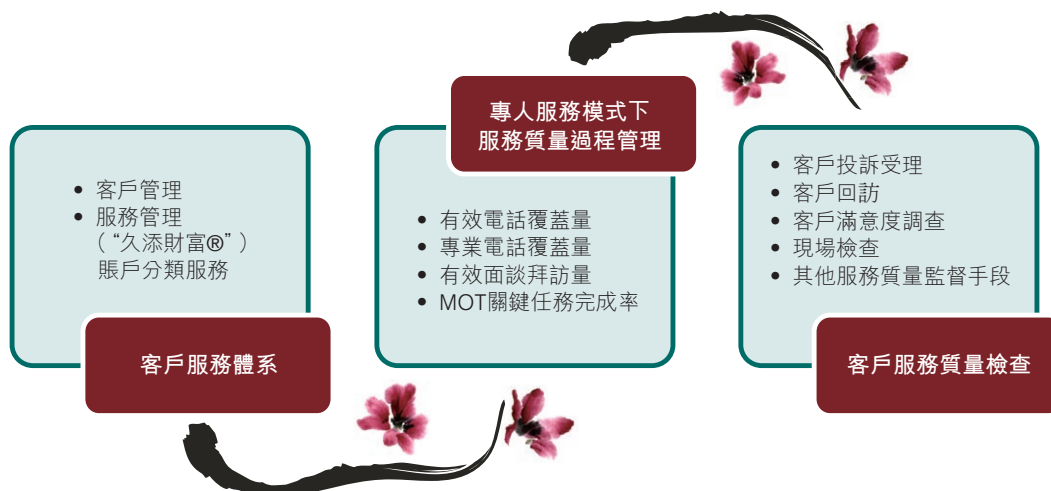 • 客戶管理
• 服務管理
(“久添財富®”)
賬戶分類服務
客戶服務體系
專人服務模式下
服務質量過程管理
• 有效電話覆蓋量
• 專業電話覆蓋量
• 有效面談拜訪量
• MOT關鍵任務完成率
• 客戶投訴受理
• 客戶回訪
• 客戶滿意度調查
• 現場檢查
• 其他服務質量監督手段
客戶服務質量檢查